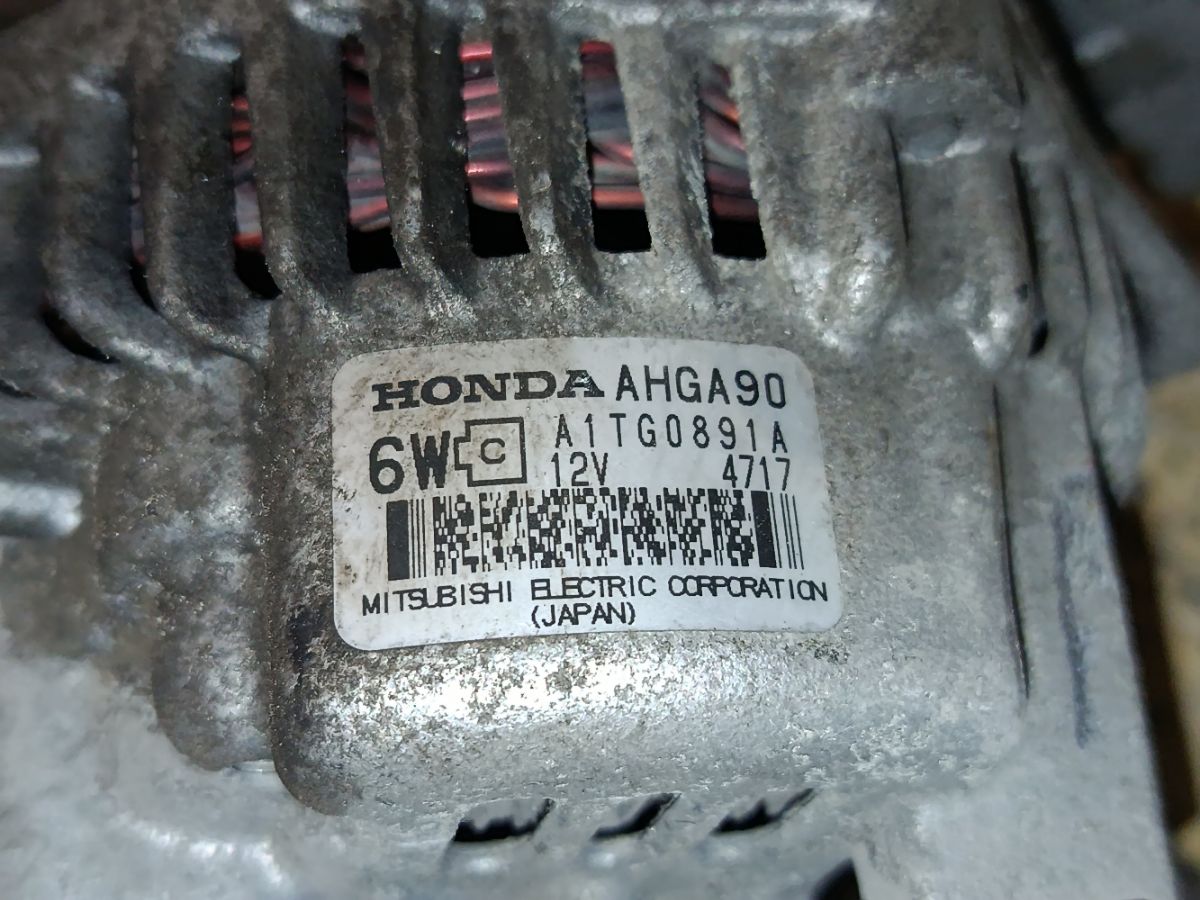 HONDA AHGA90
6W C A1TG0891A
12V 4717
MITSUBISHI ELECTRIC CORPORATION
(JAPAN)